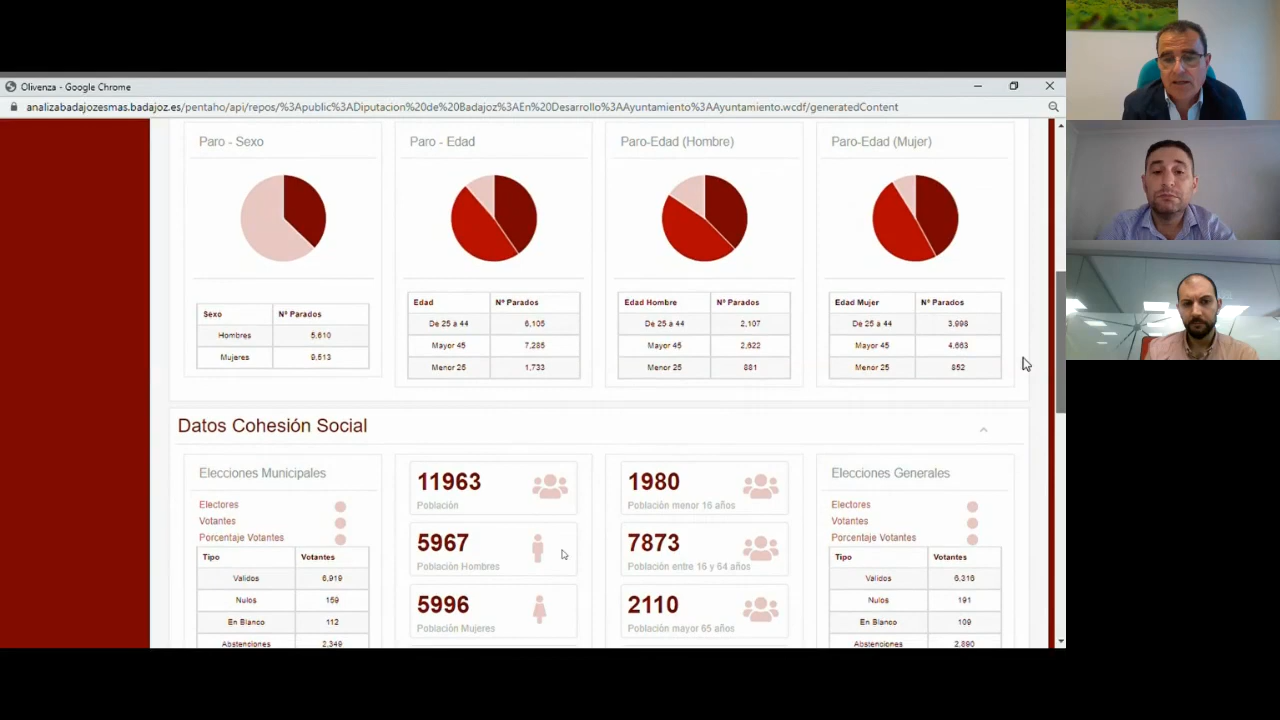 Olivenza - Google Chrome
analizabadajozesmas.badajoz.es/pentaho/api/repos/%3Apublic%3ADiputacion%20de%20Badajoz%3AEn%20Desarrollo%3AAyuntamiento%3AAyuntamiento.wcdf/generatedContent
Paro - Sexo
Paro - Edad
Paro-Edad (Hombre)
Paro-Edad (Mujer)
Sexo Nº Parados
Hombres 5,610
Mujeres 9,513
Edad Nº Parados
De 25 a 44 6,105
Mayor 45 7,285
Menor 25 1,733
Edad Hombre Nº Parados
De 25 a 44 2,107
Mayor 45 2,622
Menor 25 881
Edad Mujer Nº Parados
De 25 a 44 3,998
Mayor 45 4,663
Menor 25 852
Datos Cohesión Social
Elecciones Municipales
Electores
Votantes
Porcentaje Votantes
Tipo Votantes
Validos 6,919
Nulos 159
En Blanco 112
Abstenciones 2,349
11963
Población
5967
Población Hombres
5996
Población Mujeres
1980
Población menor 16 años
7873
Población entre 16 y 64 años
2110
Población mayor 65 años
Elecciones Generales
Electores
Votantes
Porcentaje Votantes
Tipo Votantes
Validos 6,316
Nulos 191
En Blanco 109
Abstenciones 2,890